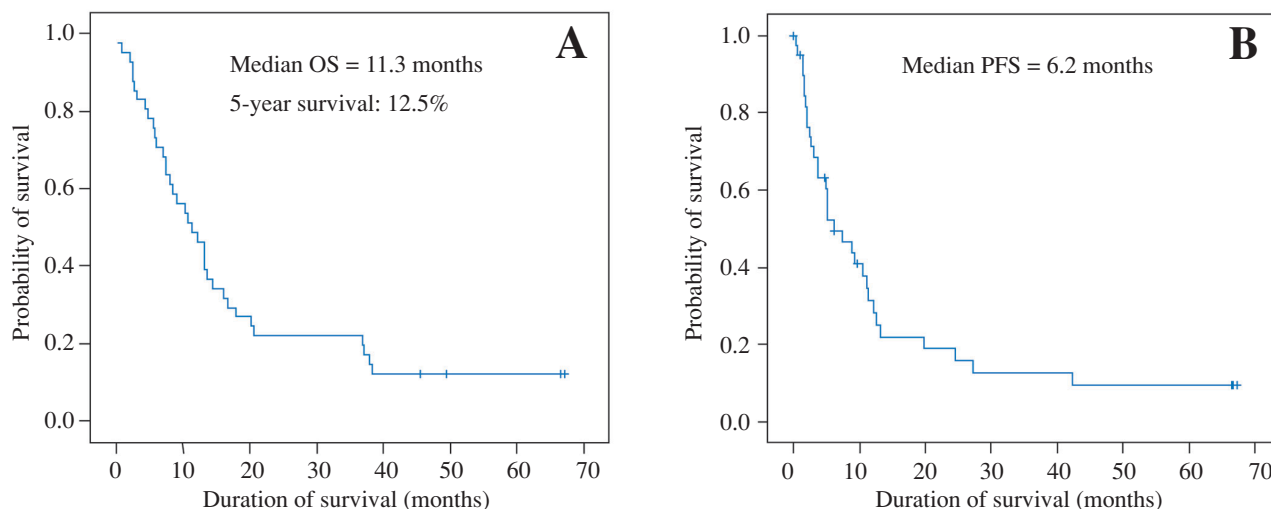 A
Median OS = 11.3 months
5-year survival: 12.5%
Probability of survival
1.0
0.8
0.6
0.4
0.2
0.0
0 10 20 30 40 50 60 70
Duration of survival (months)
B
Median PFS = 6.2 months
Probability of survival
1.0
0.8
0.6
0.4
0.2
0.0
0 10 20 30 40 50 60 70
Duration of survival (months)